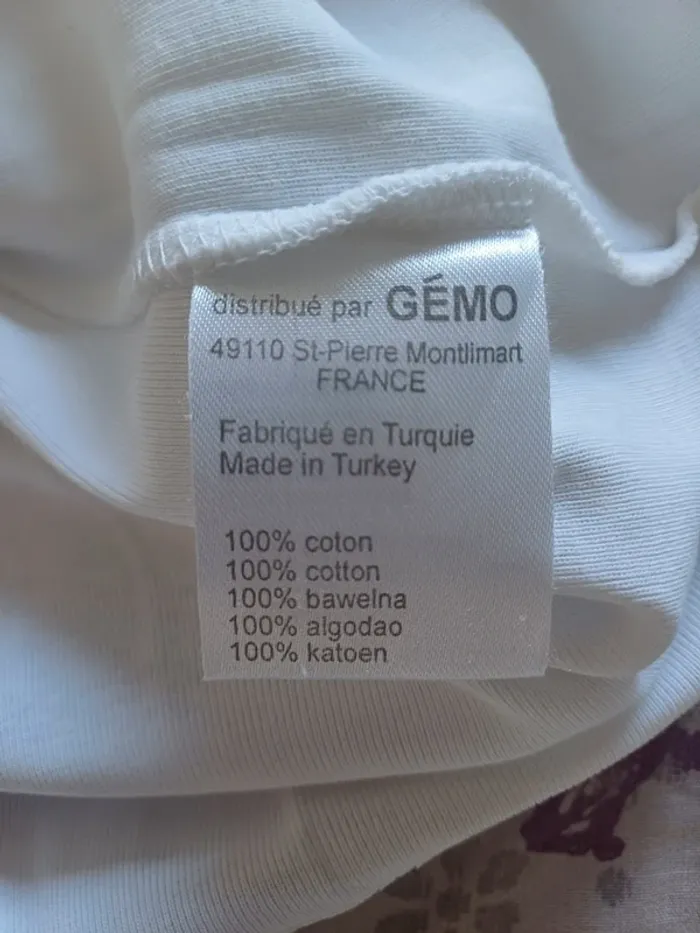 distribué par GÉMO
49110 St-Pierre Montlimart
FRANCE
Fabriqué en Turquie
Made in Turkey
100% coton
100% cotton
100% bawelna
100% algodao
100% katoen